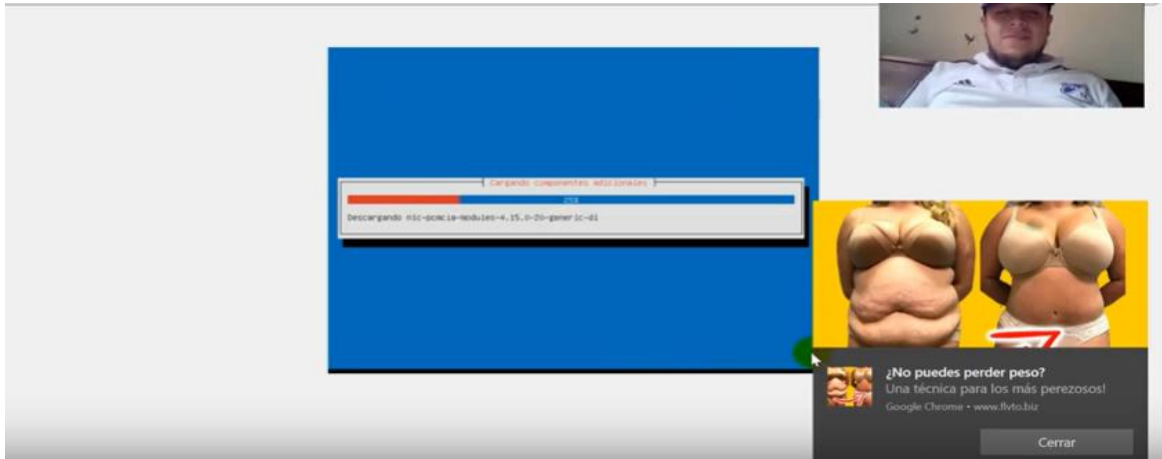 Cargando componentes adicionales
25%
Descargando nic-pcmcia-modules-4.15.0-20-generic-di
¿No puedes perder peso?
Una técnica para los más perezosos!
Google Chrome • www.flvto.biz
Cerrar